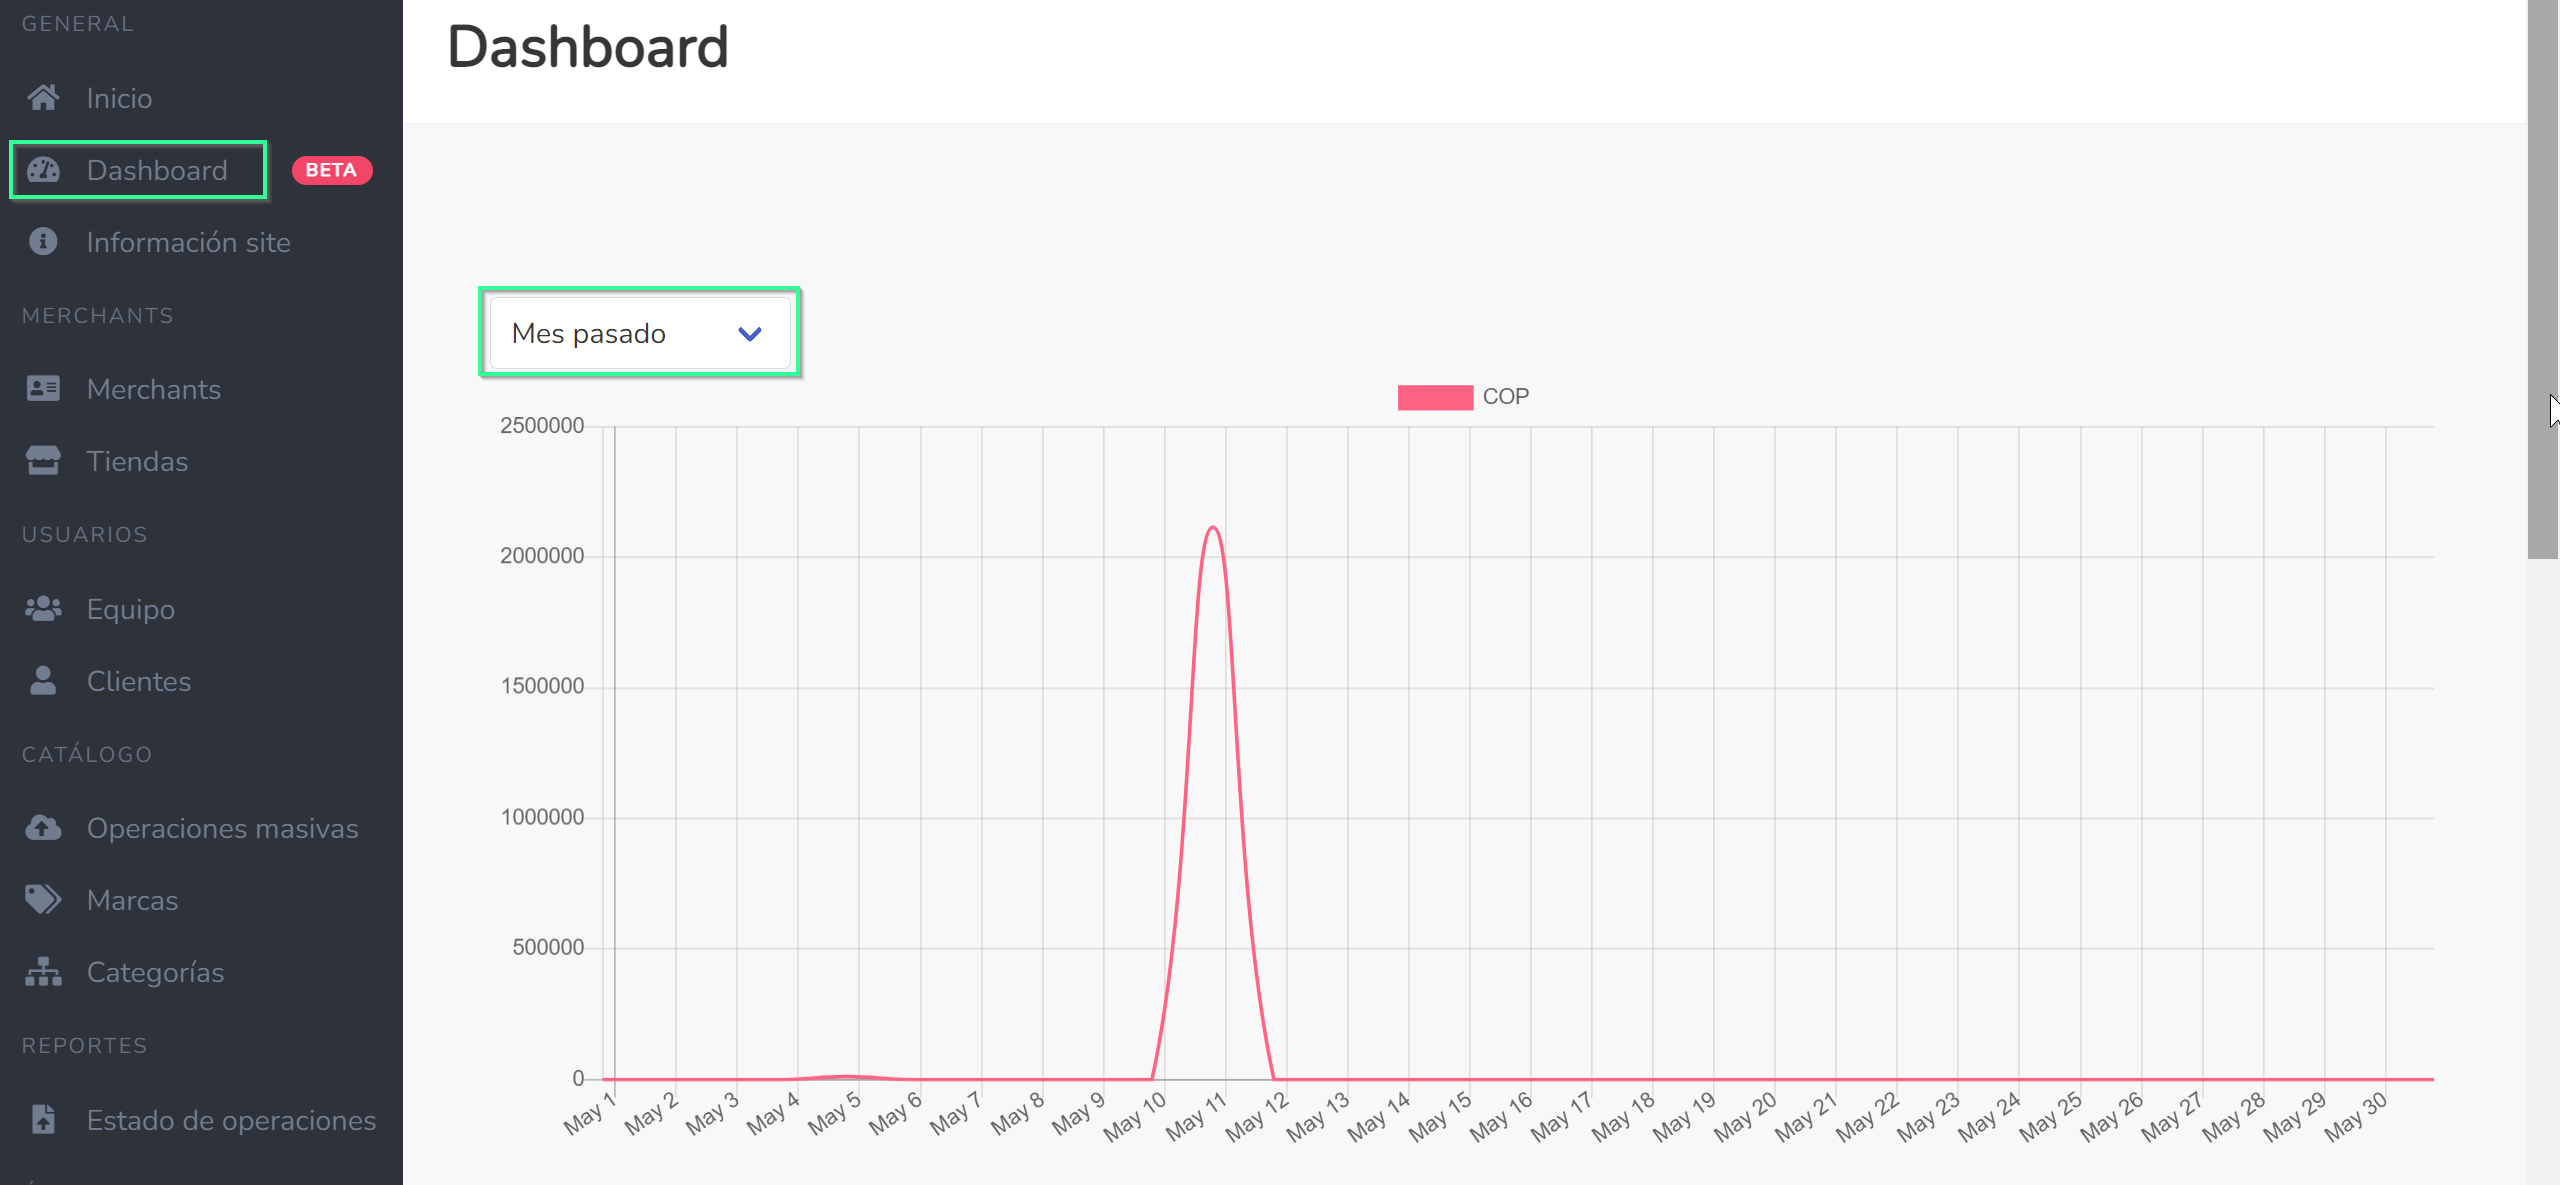 GENERAL
Inicio
Dashboard BETA
Información site
MERCHANTS
Merchants
Tiendas
USUARIOS
Equipo
Clientes
CATÁLOGO
Operaciones masivas
Marcas
Categorías
REPORTES
Estado de operaciones
Dashboard
Mes pasado
COP
2500000
2000000
1500000
1000000
500000
0
May 1 May 2 May 3 May 4 May 5 May 6 May 7 May 8 May 9 May 10 May 11 May 12 May 13 May 14 May 15 May 16 May 17 May 18 May 19 May 20 May 21 May 22 May 23 May 24 May 25 May 26 May 27 May 28 May 29 May 30